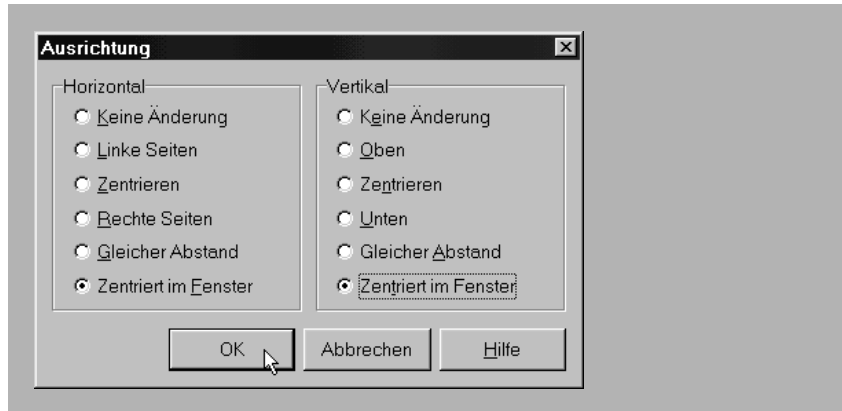 Ausrichtung
Horizontal
Keine Änderung
Linke Seiten
Zentrieren
Rechte Seiten
Gleicher Abstand
Zentriert im Fenster
Vertikal
Keine Änderung
Oben
Zentrieren
Unten
Gleicher Abstand
Zentriert im Fenster
OK Abbrechen Hilfe